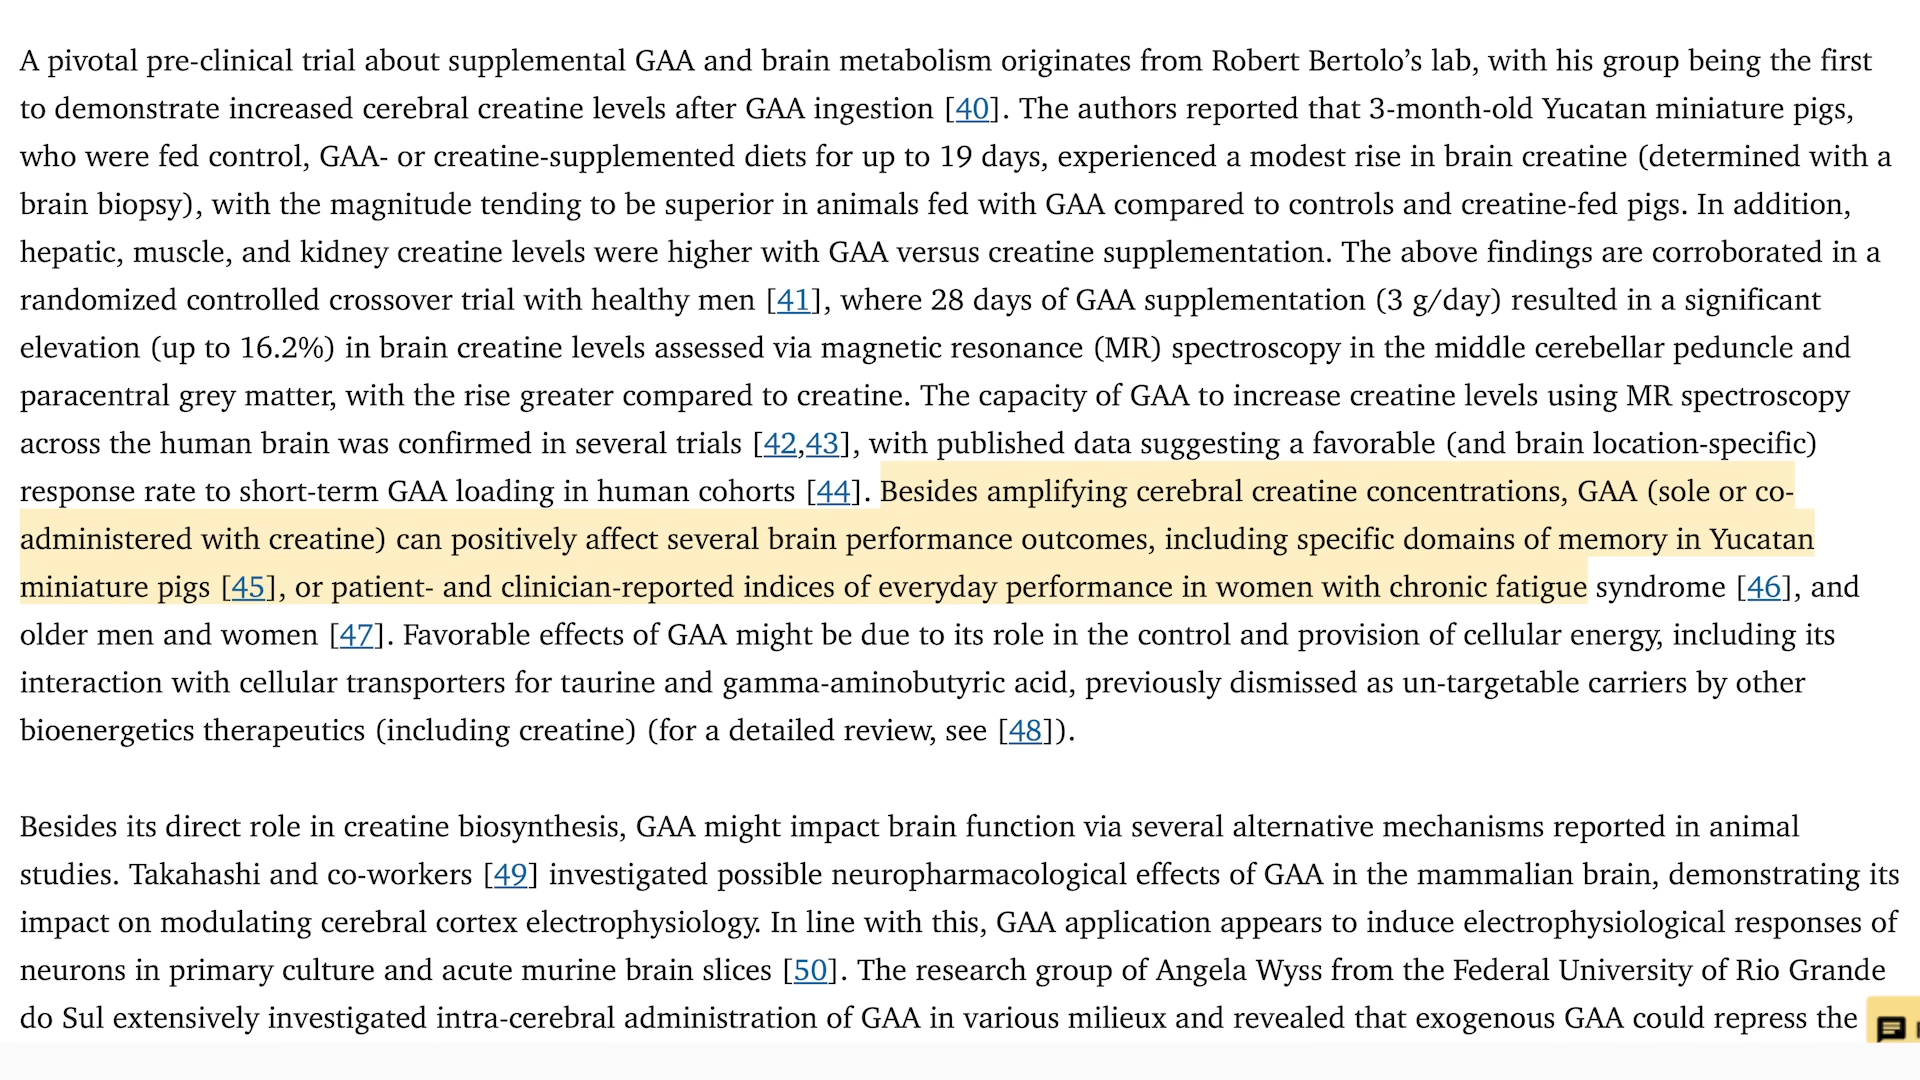 A pivotal pre-clinical trial about supplemental GAA and brain metabolism originates from Robert Bertolo’s lab, with his group being the first
to demonstrate increased cerebral creatine levels after GAA ingestion [40]. The authors reported that 3-month-old Yucatan miniature pigs,
who were fed control, GAA- or creatine-supplemented diets for up to 19 days, experienced a modest rise in brain creatine (determined with a
brain biopsy), with the magnitude tending to be superior in animals fed with GAA compared to controls and creatine-fed pigs. In addition,
hepatic, muscle, and kidney creatine levels were higher with GAA versus creatine supplementation. The above findings are corroborated in a
randomized controlled crossover trial with healthy men [41], where 28 days of GAA supplementation (3 g/day) resulted in a significant
elevation (up to 16.2%) in brain creatine levels assessed via magnetic resonance (MR) spectroscopy in the middle cerebellar peduncle and
paracentral grey matter, with the rise greater compared to creatine. The capacity of GAA to increase creatine levels using MR spectroscopy
across the human brain was confirmed in several trials [42,43], with published data suggesting a favorable (and brain location-specific)
response rate to short-term GAA loading in human cohorts [44]. Besides amplifying cerebral creatine concentrations, GAA (sole or co-
administered with creatine) can positively affect several brain performance outcomes, including specific domains of memory in Yucatan
miniature pigs [45], or patient- and clinician-reported indices of everyday performance in women with chronic fatigue syndrome [46], and
older men and women [47]. Favorable effects of GAA might be due to its role in the control and provision of cellular energy, including its
interaction with cellular transporters for taurine and gamma-aminobutyric acid, previously dismissed as un-targetable carriers by other
bioenergetics therapeutics (including creatine) (for a detailed review, see [48]).
Besides its direct role in creatine biosynthesis, GAA might impact brain function via several alternative mechanisms reported in animal
studies. Takahashi and co-workers [49] investigated possible neuropharmacological effects of GAA in the mammalian brain, demonstrating its
impact on modulating cerebral cortex electrophysiology. In line with this, GAA application appears to induce electrophysiological responses of
neurons in primary culture and acute murine brain slices [50]. The research group of Angela Wyss from the Federal University of Rio Grande
do Sul extensively investigated intra-cerebral administration of GAA in various milieux and revealed that exogenous GAA could repress the